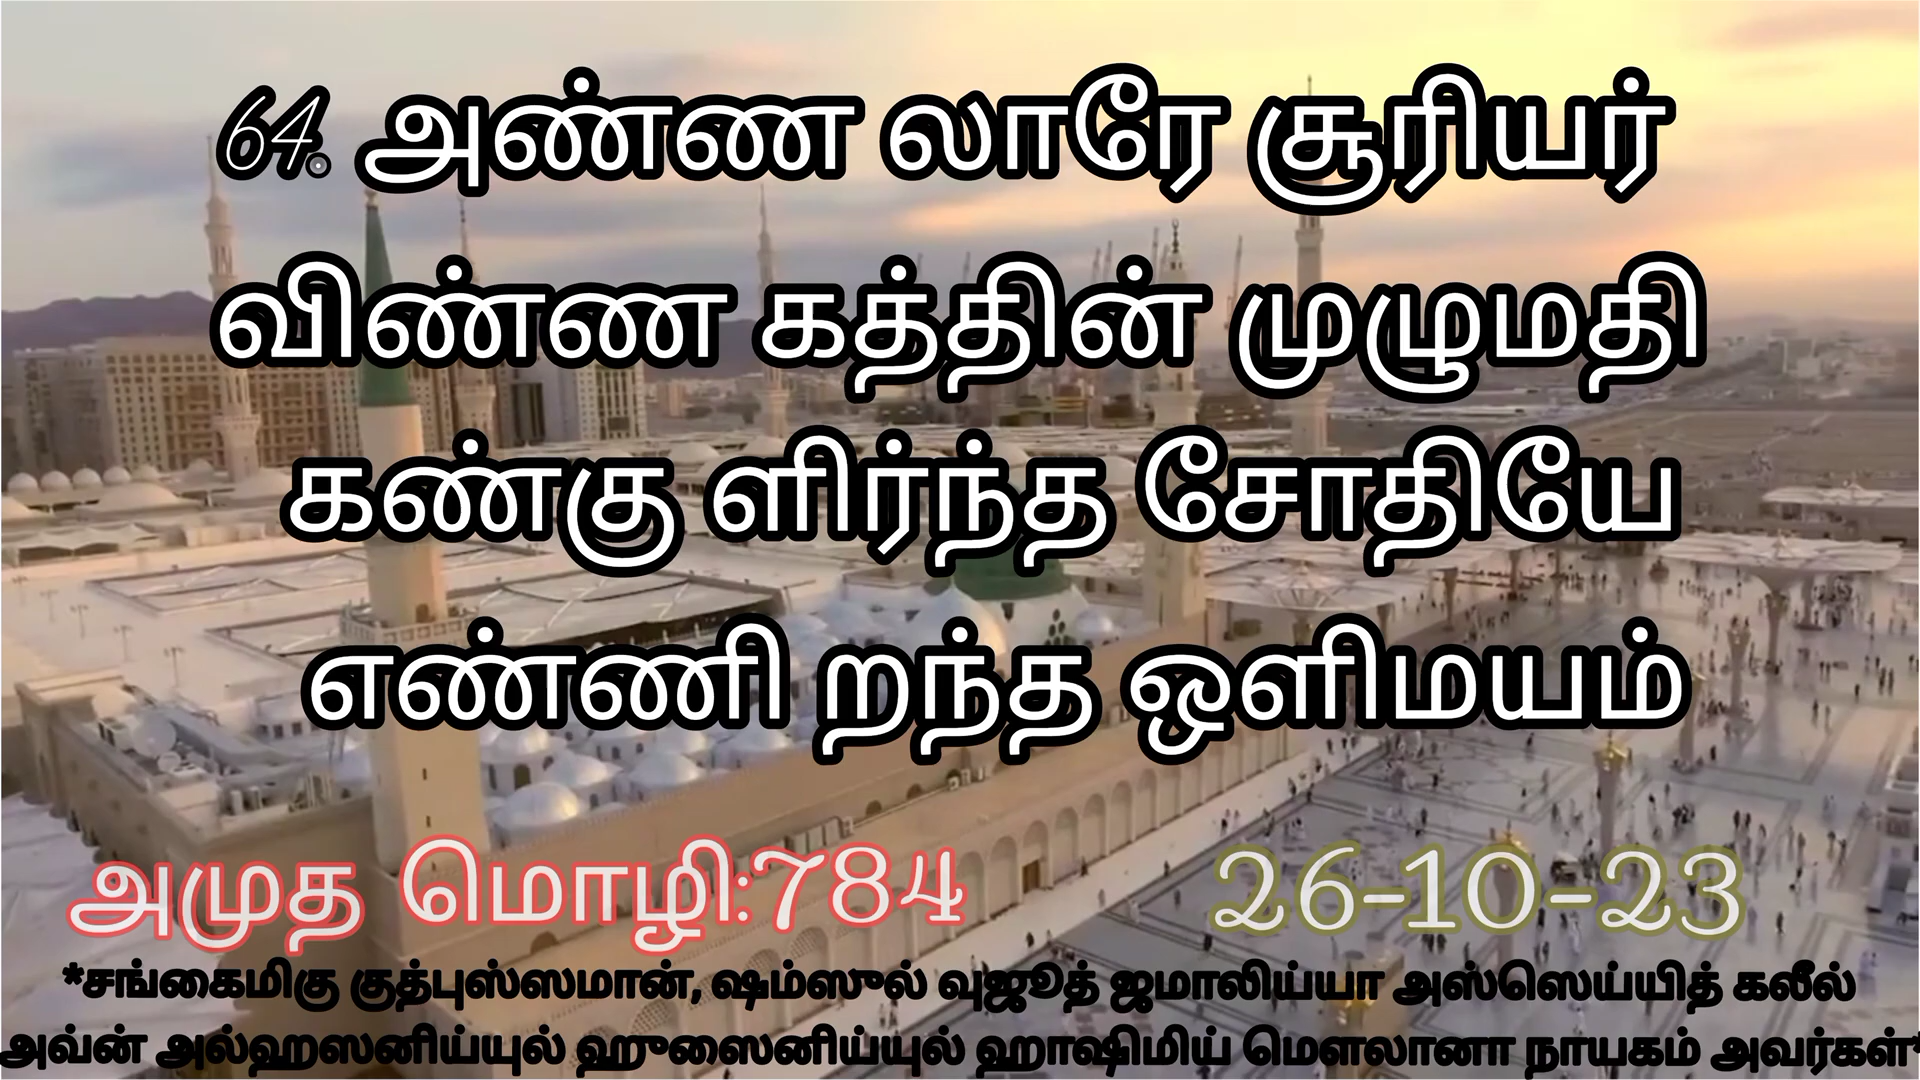 64. அண்ண லாரே சூரியர்
விண்ண கத்தின் முழுமதி
கண்கு ளிர்ந்த சோதியே
எண்ணி றந்த ஒளிமயம்
அமுத மொழி:784 26-10-23
*சங்கைமிகு குத்புஸ்ஸமான், ஷம்ஸுல் வுஜூத் ஜமாலிய்யா அஸ்ஸெய்யித் கலீல்
அவ்ன் அல்ஹஸனிய்யுல் ஹுஸைனிய்யுல் ஹாஷிமிய் மௌலானா நாயகம் அவர்கள்*